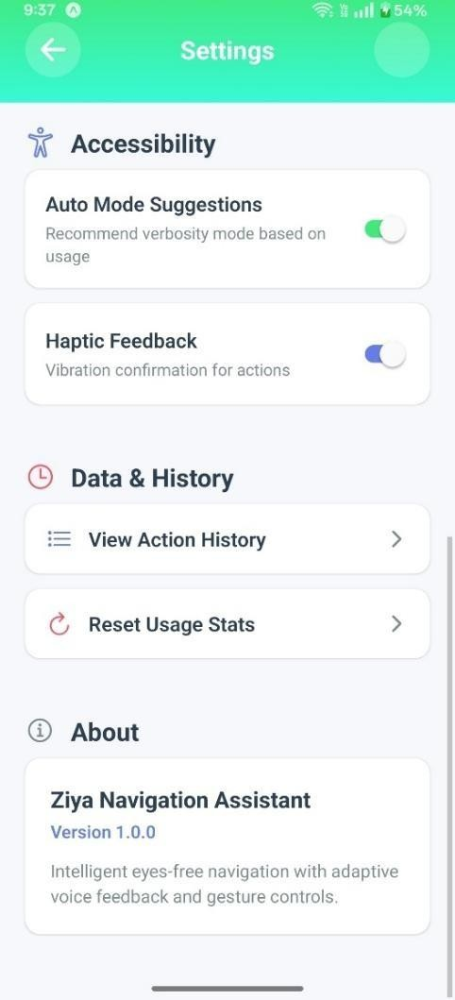 9:37 54%
Settings
Accessibility
Auto Mode Suggestions
Recommend verbosity mode based on
usage
Haptic Feedback
Vibration confirmation for actions
Data & History
View Action History
Reset Usage Stats
About
Ziya Navigation Assistant
Version 1.0.0
Intelligent eyes-free navigation with adaptive
voice feedback and gesture controls.